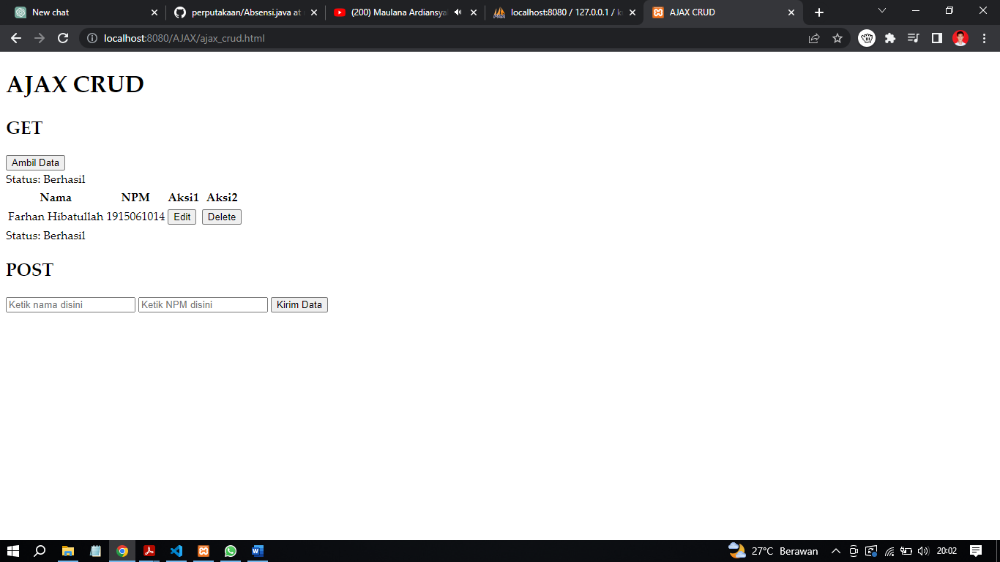 New chat
perputakaan/Absensi.java at
(200) Maulana Ardiansya
localhost:8080 / 127.0.0.1 /
AJAX CRUD
localhost:8080/AJAX/ajax_crud.html
AJAX CRUD
GET
Ambil Data
Status: Berhasil
Nama NPM Aksi1 Aksi2
Farhan Hibatullah 1915061014 Edit Delete
Status: Berhasil
POST
Ketik nama disini Ketik NPM disini Kirim Data
27°C Berawan 20:02